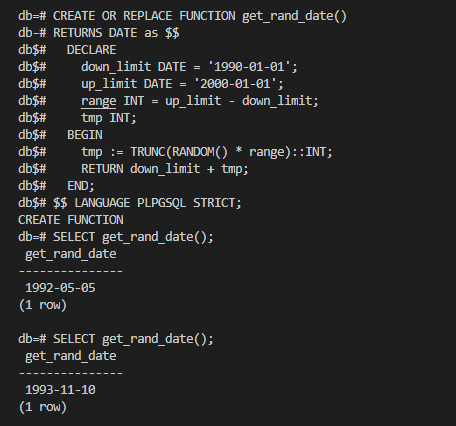 db=# CREATE OR REPLACE FUNCTION get_rand_date()
db-# RETURNS DATE as $$
db$#   DECLARE
db$#     down_limit DATE = '1990-01-01';
db$#     up_limit DATE = '2000-01-01';
db$#     range INT = up_limit - down_limit;
db$#     tmp INT;
db$#   BEGIN
db$#     tmp := TRUNC(RANDOM() * range)::INT;
db$#     RETURN down_limit + tmp;
db$#   END;
db$# $$ LANGUAGE PLPGSQL STRICT;
CREATE FUNCTION
db=# SELECT get_rand_date();
 get_rand_date
---------------
 1992-05-05
(1 row)

db=# SELECT get_rand_date();
 get_rand_date
---------------
 1993-11-10
(1 row)